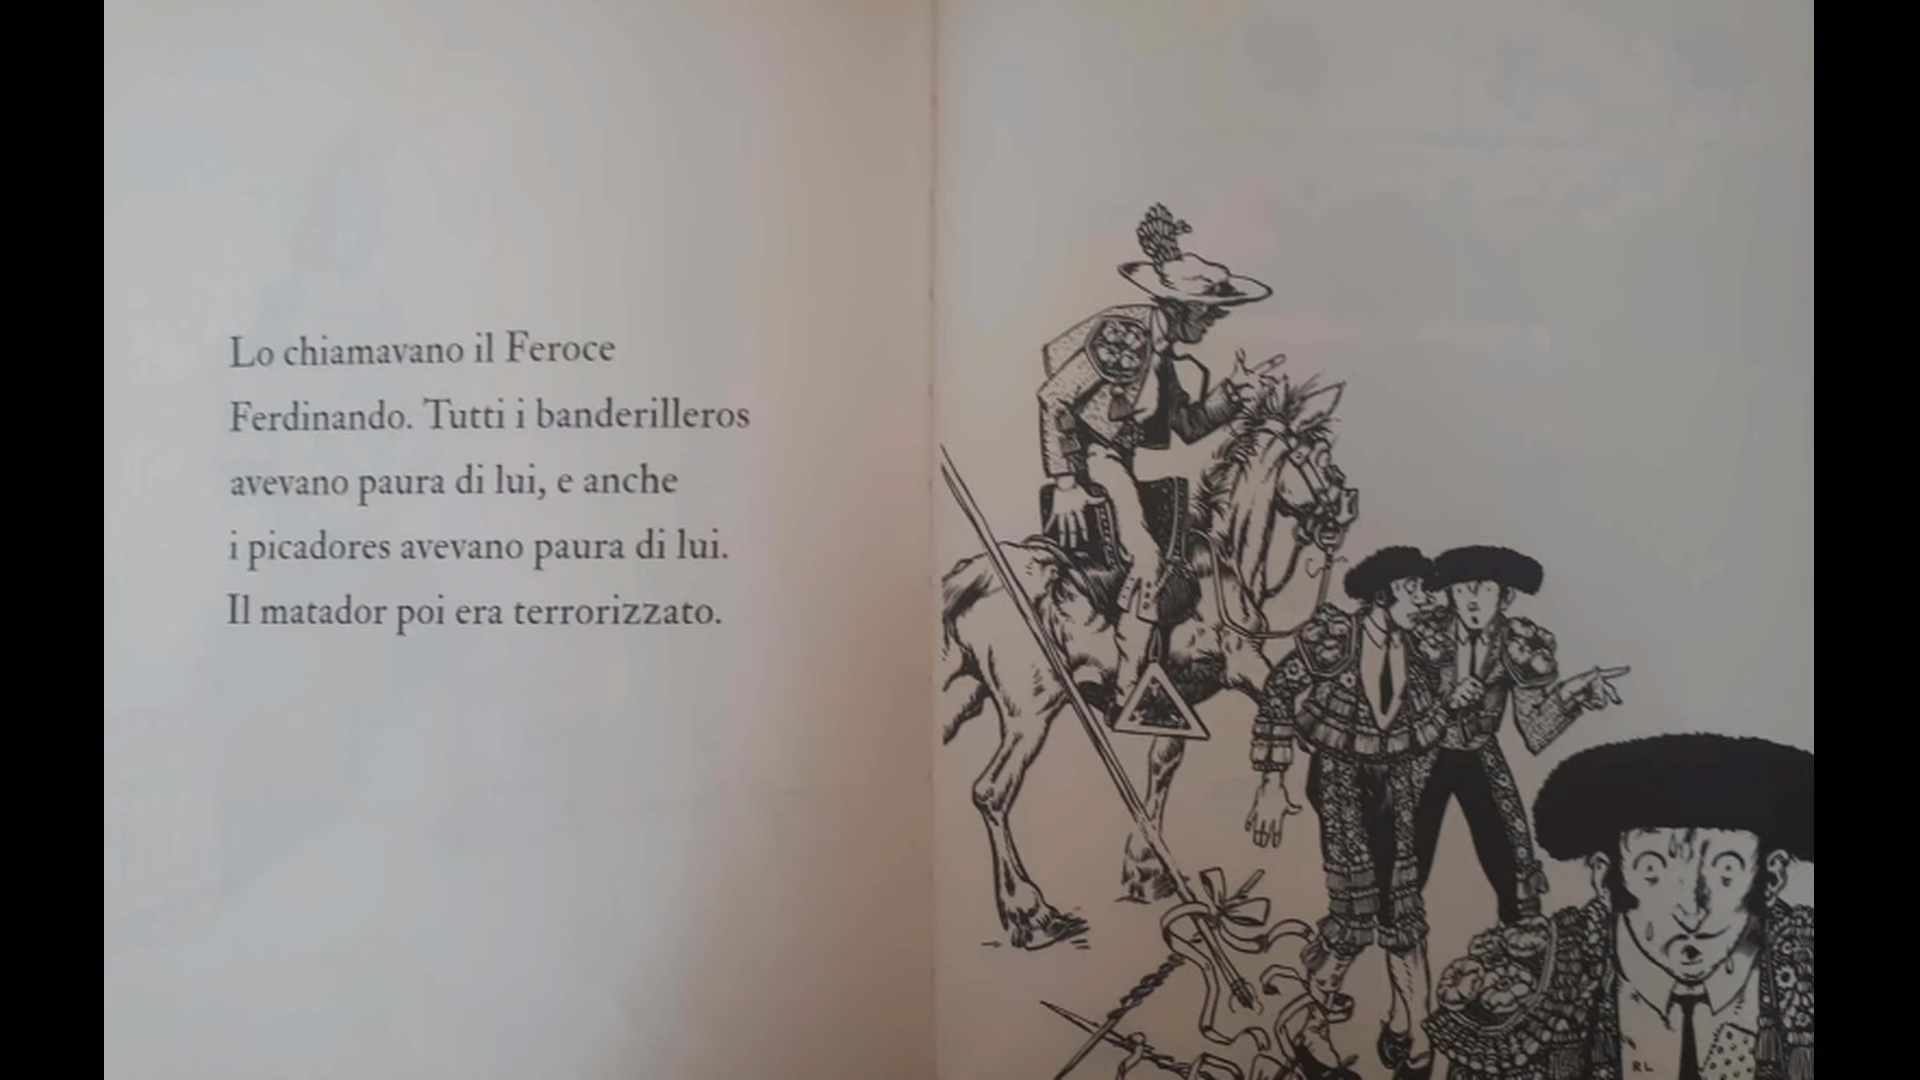 Lo chiamavano il Feroce
Ferdinando. Tutti i banderilleros
avevano paura di lui, e anche
i picadores avevano paura di lui.
Il matador poi era terrorizzato.
RL